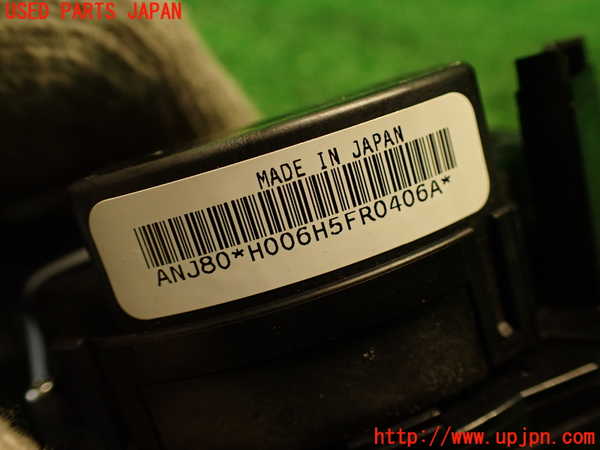 USED PARTS JAPAN
MADE IN JAPAN
ANJ80*H006H5FR0406A*
http://www.upjpn.com